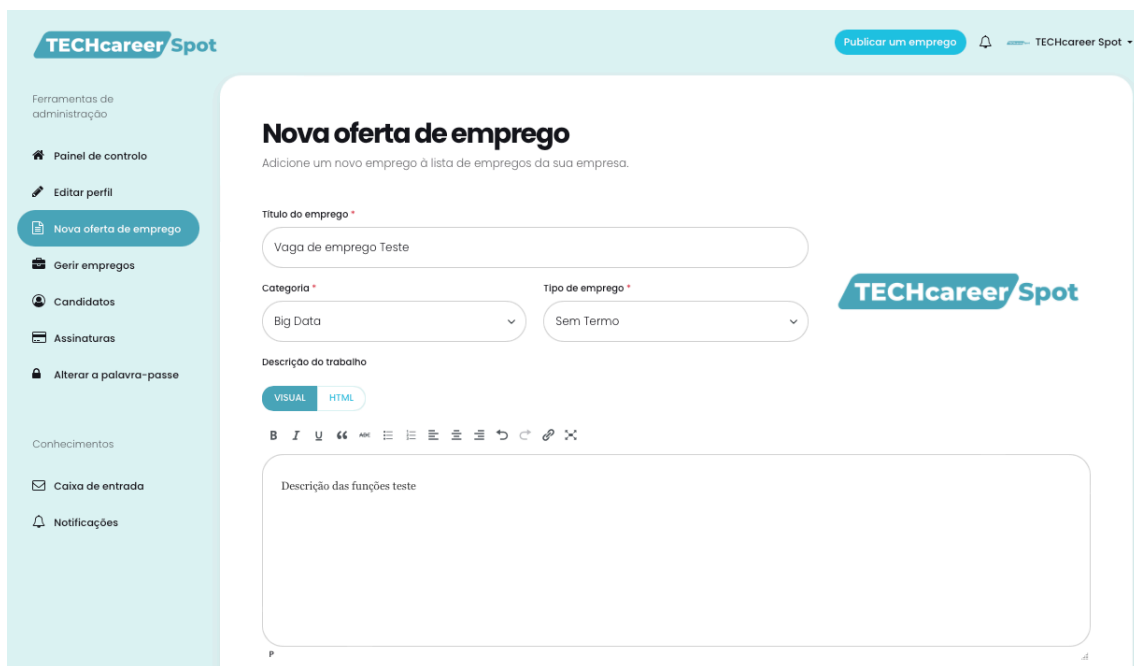 TECHcareer Spot
Publicar um emprego
TECHcareer Spot
Ferramentas de
administração
Painel de controlo
Editar perfil
Nova oferta de emprego
Gerir empregos
Candidatos
Assinaturas
Alterar a palavra-passe
Conhecimentos
Caixa de entrada
Notificações
Nova oferta de emprego
Adicione um novo emprego à lista de empregos da sua empresa.
Título do emprego *
Vaga de emprego Teste
Categoria *
Tipo de emprego *
Big Data
Sem Termo
TECHcareer Spot
Descrição do trabalho
VISUAL HTML
B I U ABC
Descrição das funções teste
P